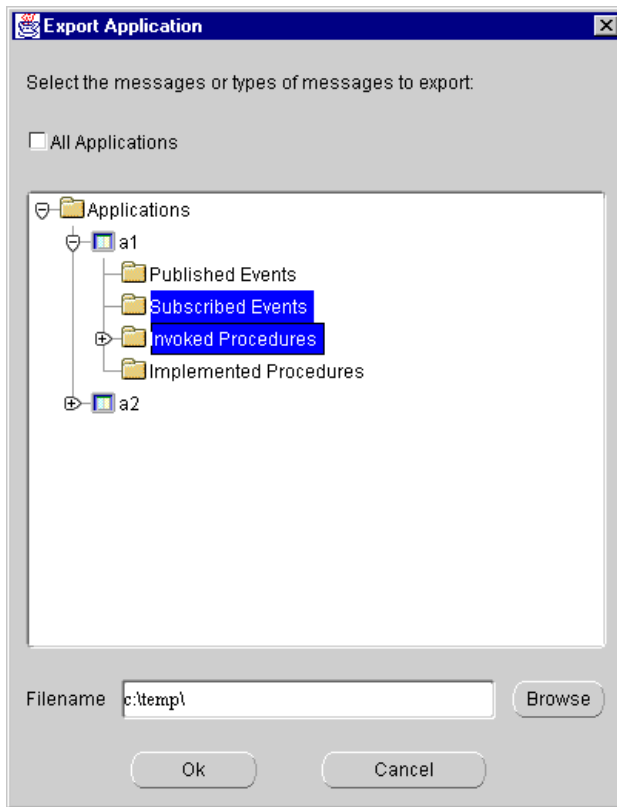 Export Application
Select the messages or types of messages to export:
All Applications
Applications
a1
Published Events
Subscribed Events
Invoked Procedures
Implemented Procedures
a2
Filename c:\temp\ Browse
Ok Cancel